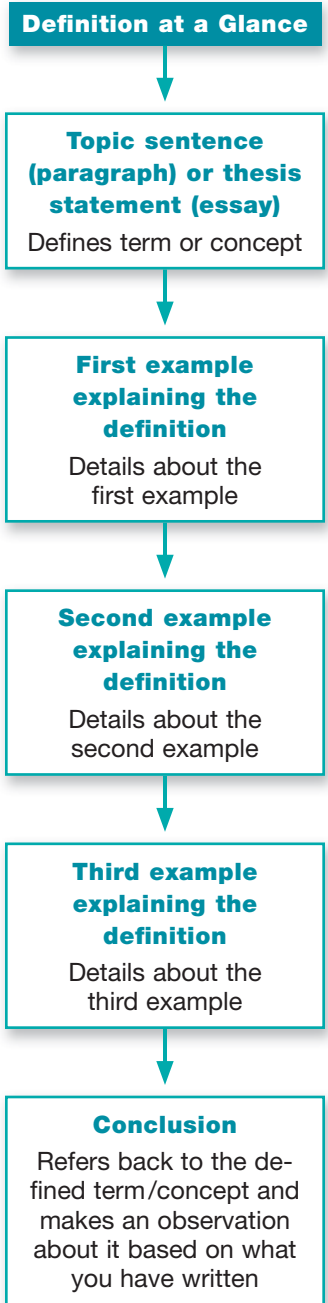 Definition at a Glance
Topic sentence
(paragraph) or thesis
statement (essay)
Defines term or concept
First example
explaining the
definition
Details about the
first example
Second example
explaining the
definition
Details about the
second example
Third example
explaining the
definition
Details about the
third example
Conclusion
Refers back to the de-
fined term/concept and
makes an observation
about it based on what
you have written